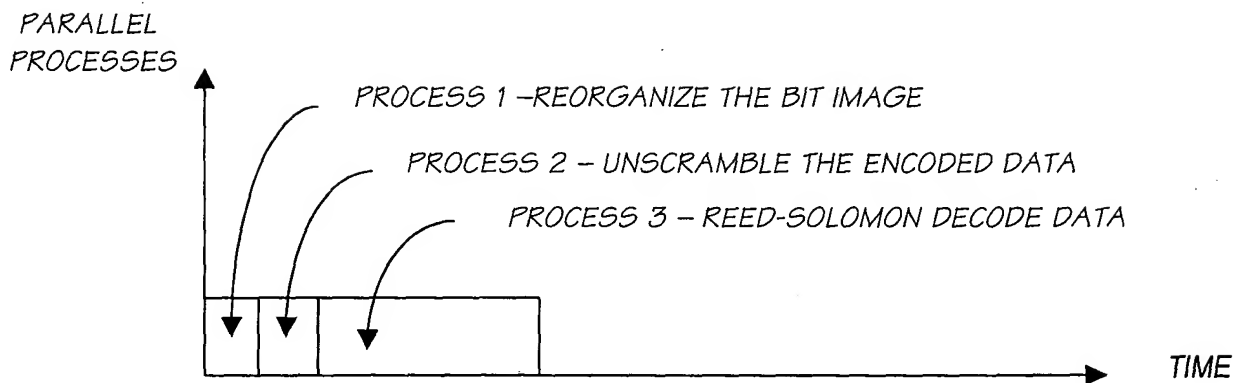 PARALLEL
PROCESSES
PROCESS 1 –REORGANIZE THE BIT IMAGE
PROCESS 2 – UNSCRAMBLE THE ENCODED DATA
PROCESS 3 – REED-SOLOMON DECODE DATA
TIME